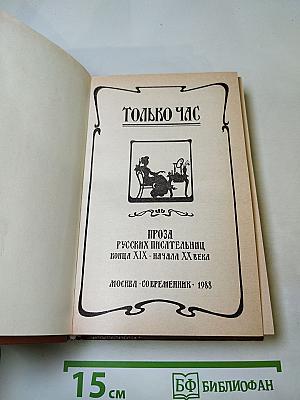 ТОЛЬКО ЧАС
ПРОЗА
РУССКИХ ПИСАТЕЛЬНИЦ
КОНЦА XIX - НАЧАЛА XX ВЕКА
МОСКВА · СОВРЕМЕННИК · 1988
15 см
БФ БИБЛИОФАН